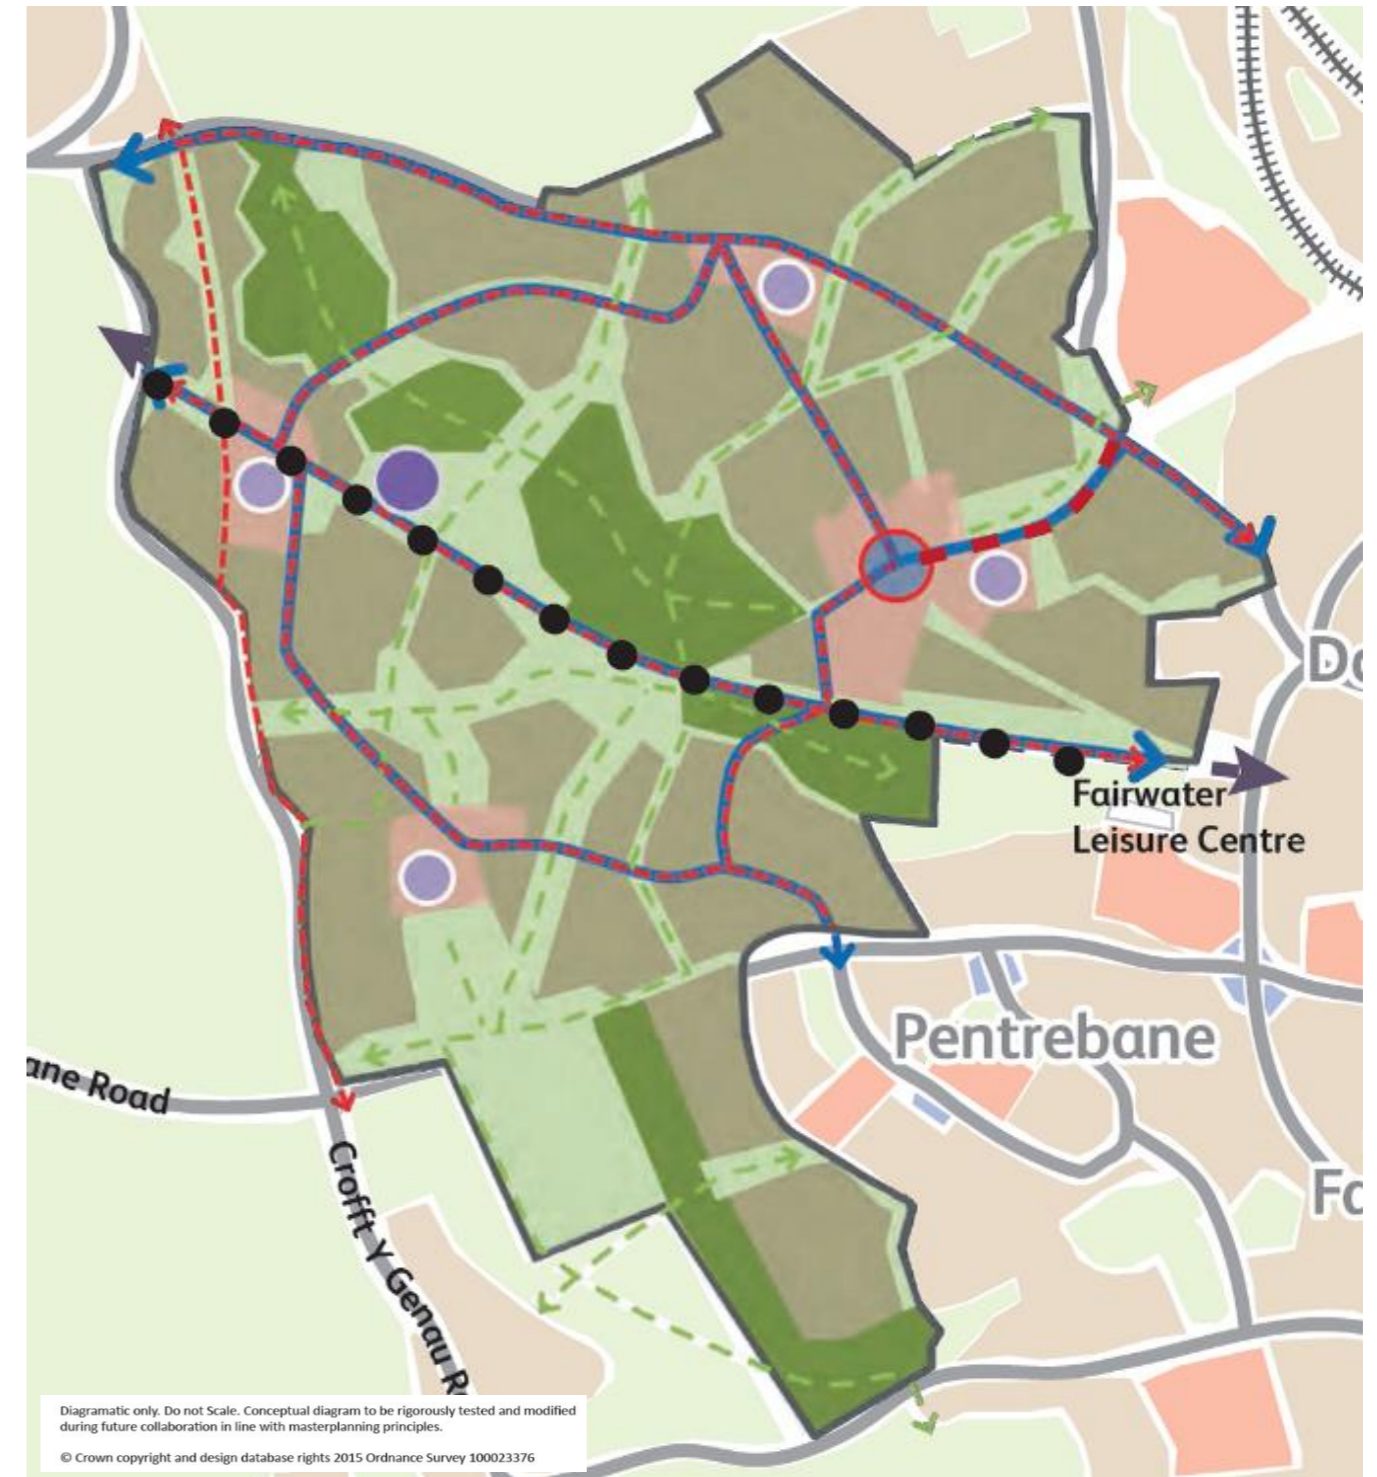 Do
Fairwater
Leisure Centre
Pentrebane
ane Road
Fa
Crofft Y Genau R
Diagramatic only. Do not Scale. Conceptual diagram to be rigorously tested and modified
during future collaboration in line with masterplanning principles.
© Crown copyright and design database rights 2015 Ordnance Survey 100023376